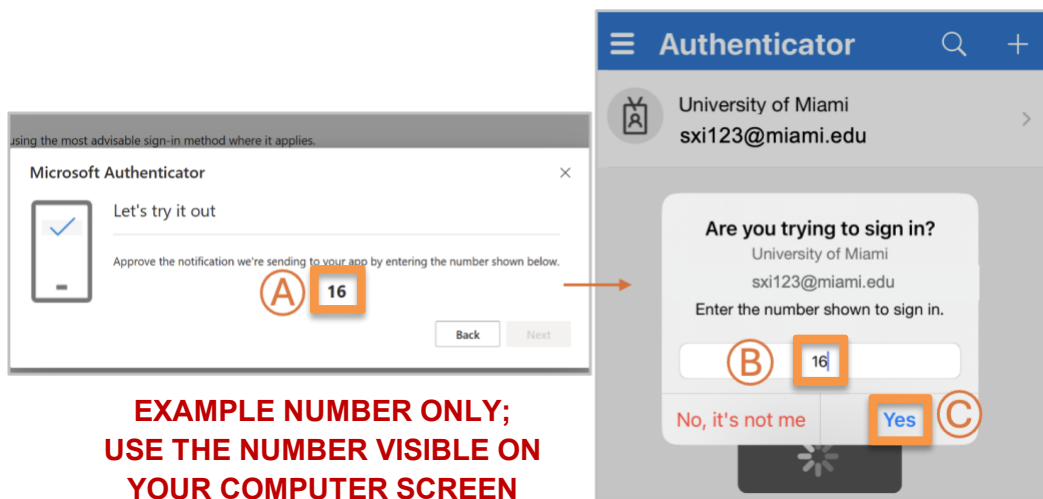 using the most advisable sign-in method where it applies.
Microsoft Authenticator
Let's try it out
Approve the notification we're sending to your app by entering the number shown below.
A
16
Back
Next
EXAMPLE NUMBER ONLY;
USE THE NUMBER VISIBLE ON
YOUR COMPUTER SCREEN
Authenticator
University of Miami
sxi123@miami.edu
Are you trying to sign in?
University of Miami
sxi123@miami.edu
Enter the number shown to sign in.
B
16
No, it's not me
Yes
C